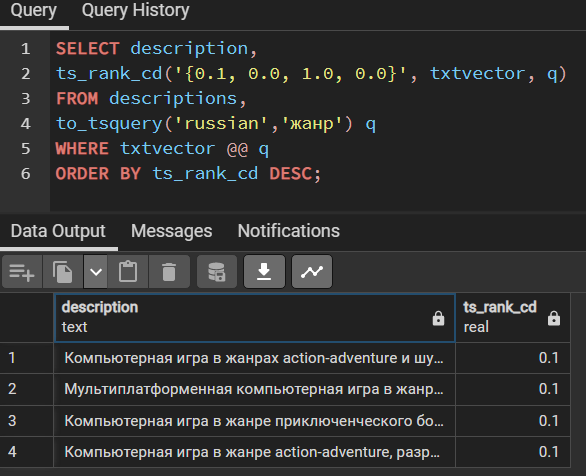 Query Query History
1 SELECT description,
2 ts_rank_cd('{0.1, 0.0, 1.0, 0.0}', txtvector, q)
3 FROM descriptions,
4 to_tsquery('russian','жанр') q
5 WHERE txtvector @@ q
6 ORDER BY ts_rank_cd DESC;
Data Output Messages Notifications
description ts_rank_cd
text real
1 Компьютерная игра в жанрах action-adventure и шу... 0.1
2 Мультиплатформенная компьютерная игра в жанр... 0.1
3 Компьютерная игра в жанре приключенческого бо... 0.1
4 Компьютерная игра в жанре action-adventure, разр... 0.1